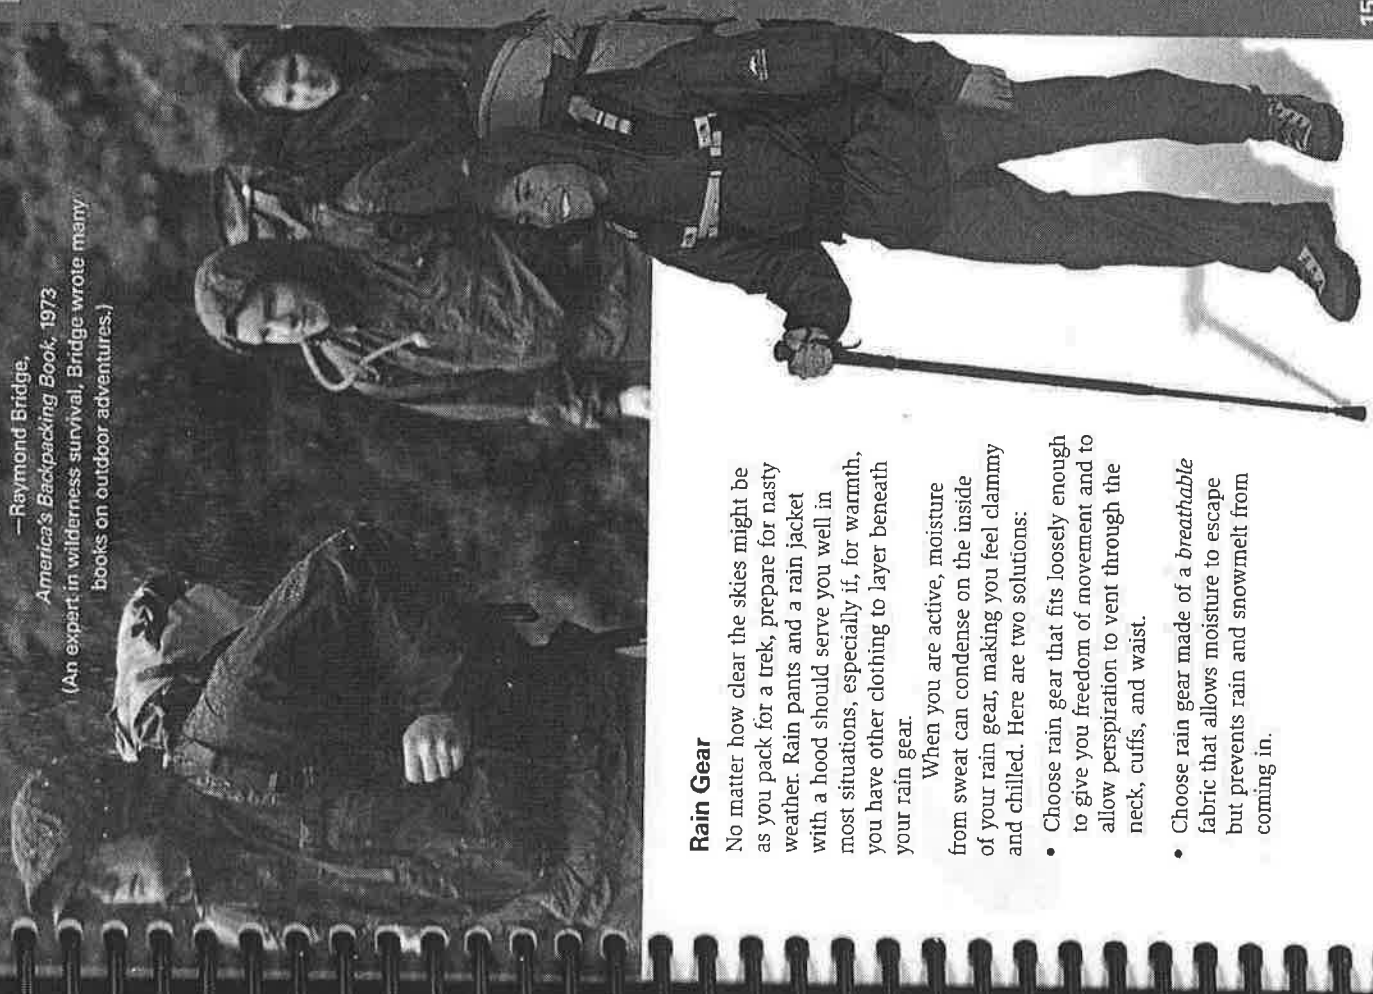 —Raymond Bridge,
America's Backpacking Book, 1973
(An expert in wilderness survival, Bridge wrote many
books on outdoor adventures.)
Rain Gear
No matter how clear the skies might be
as you pack for a trek, prepare for nasty
weather. Rain pants and a rain jacket
with a hood should serve you well in
most situations, especially if, for warmth,
you have other clothing to layer beneath
your rain gear.
When you are active, moisture
from sweat can condense on the inside
of your rain gear, making you feel clammy
and chilled. Here are two solutions:
• Choose rain gear that fits loosely enough
to give you freedom of movement and to
allow perspiration to vent through the
neck, cuffs, and waist.
• Choose rain gear made of a breathable
fabric that allows moisture to escape
but prevents rain and snowmelt from
coming in.